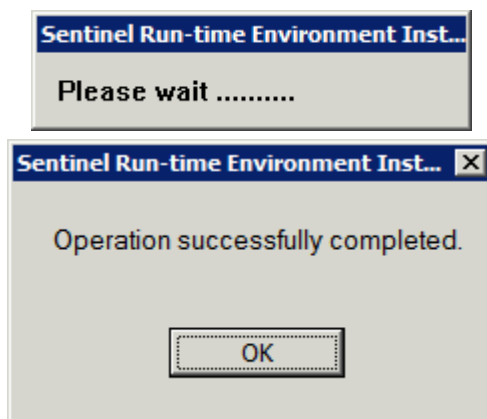 Sentinel Run-time Environment Inst...
Please wait ..........
Sentinel Run-time Environment Inst...
Operation successfully completed.
OK